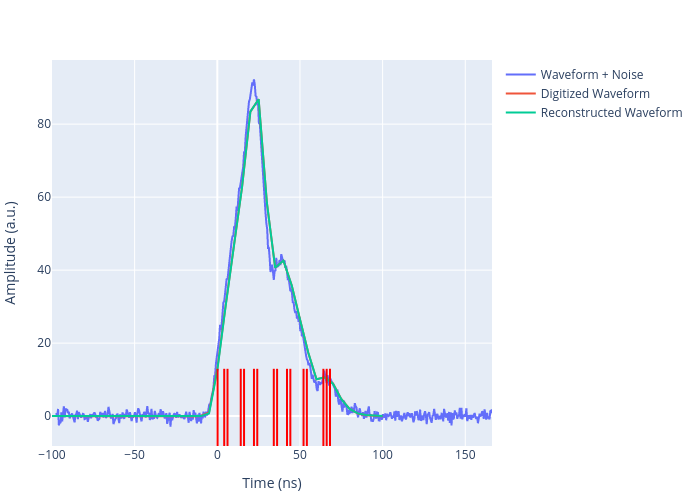 Waveform + Noise
Digitized Waveform
Reconstructed Waveform
Amplitude (a.u.)
80
60
40
20
0
−100
−50
0
50
100
150
Time (ns)